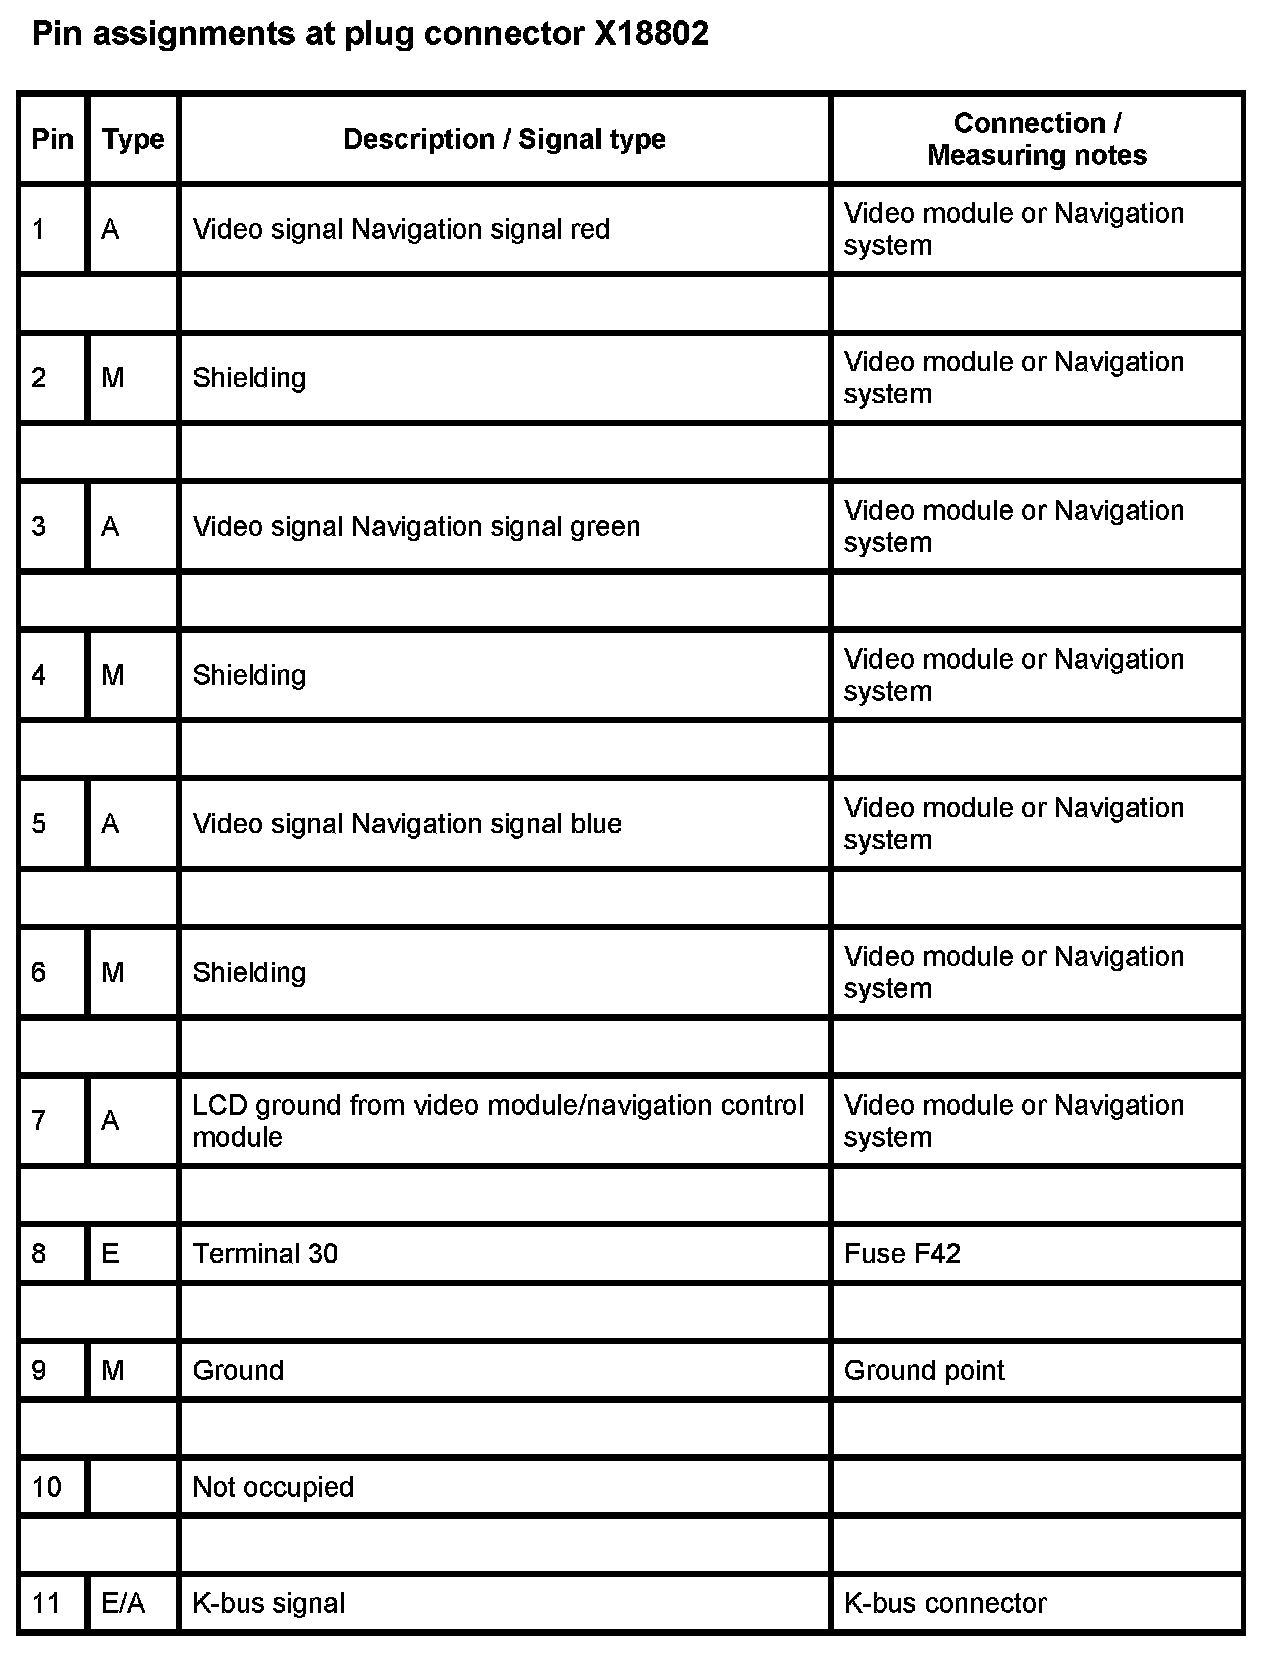 Pin assignments at plug connector X18802
Pin Type Description / Signal type Connection /
Measuring notes
1 A Video signal Navigation signal red Video module or Navigation
system
2 M Shielding Video module or Navigation
system
3 A Video signal Navigation signal green Video module or Navigation
system
4 M Shielding Video module or Navigation
system
5 A Video signal Navigation signal blue Video module or Navigation
system
6 M Shielding Video module or Navigation
system
7 A LCD ground from video module/navigation control
module Video module or Navigation
system
8 E Terminal 30 Fuse F42
9 M Ground Ground point
10 Not occupied
11 E/A K-bus signal K-bus connector